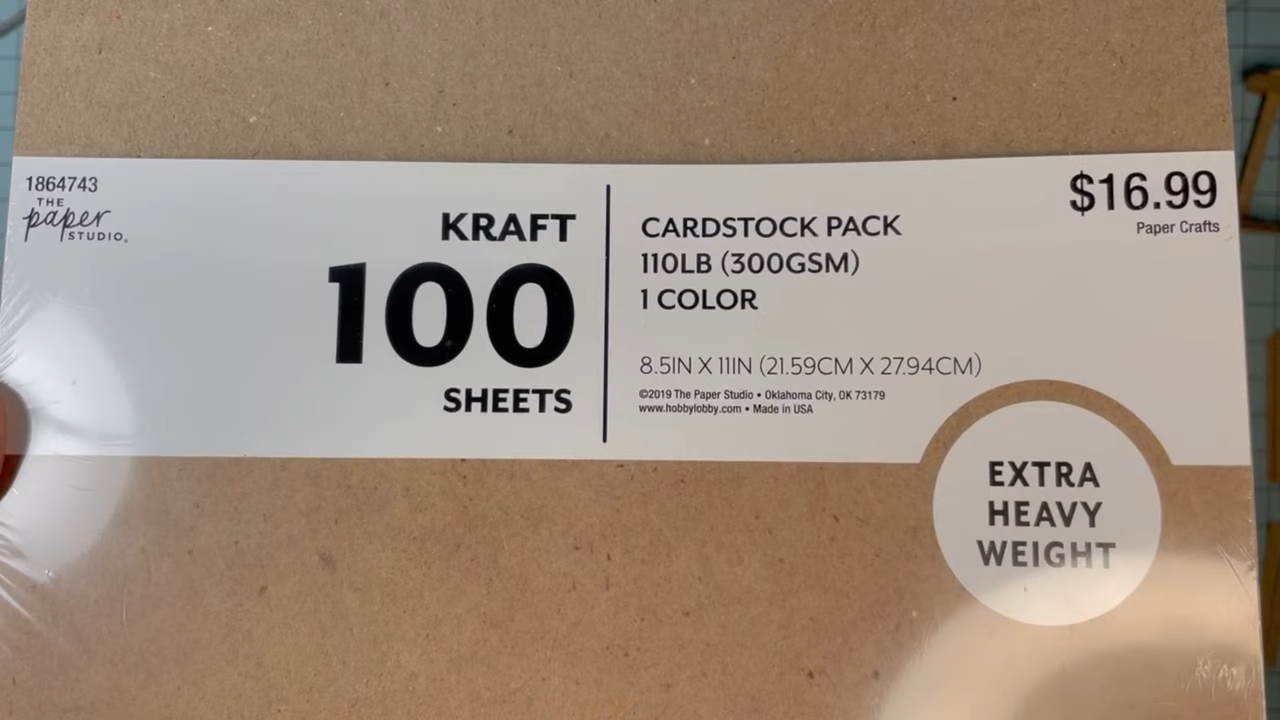 1864743
THE
paper
STUDIO®
KRAFT
100
SHEETS
CARDSTOCK PACK
110LB (300GSM)
1 COLOR
8.5IN X 11IN (21.59CM X 27.94CM)
©2019 The Paper Studio • Oklahoma City, OK 73179
www.hobbylobby.com • Made in USA
$16.99
Paper Crafts
EXTRA
HEAVY
WEIGHT